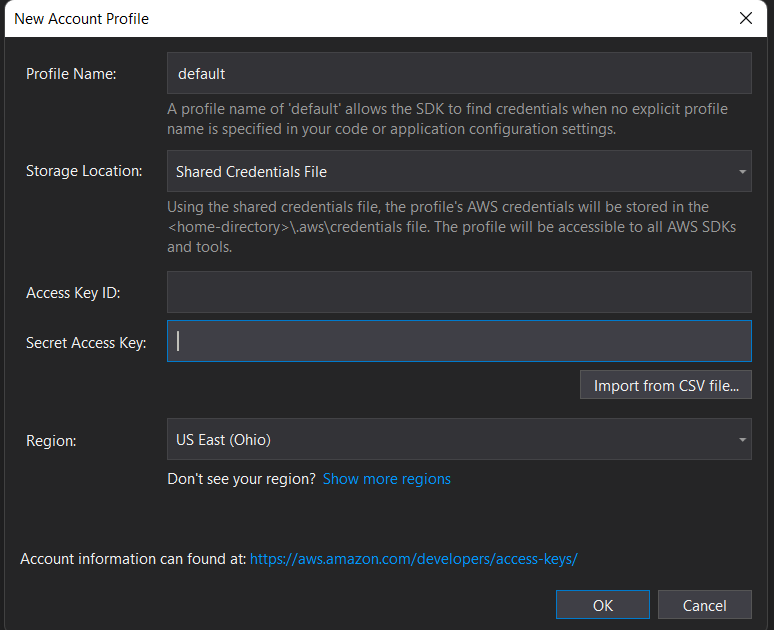 New Account Profile
Profile Name:
default
A profile name of 'default' allows the SDK to find credentials when no explicit profile
name is specified in your code or application configuration settings.
Storage Location:
Shared Credentials File
Using the shared credentials file, the profile's AWS credentials will be stored in the
<home-directory>\.aws\credentials file. The profile will be accessible to all AWS SDKs
and tools.
Access Key ID:
Secret Access Key:
Import from CSV file...
Region:
US East (Ohio)
Don't see your region? Show more regions
Account information can found at: https://aws.amazon.com/developers/access-keys/
OK
Cancel